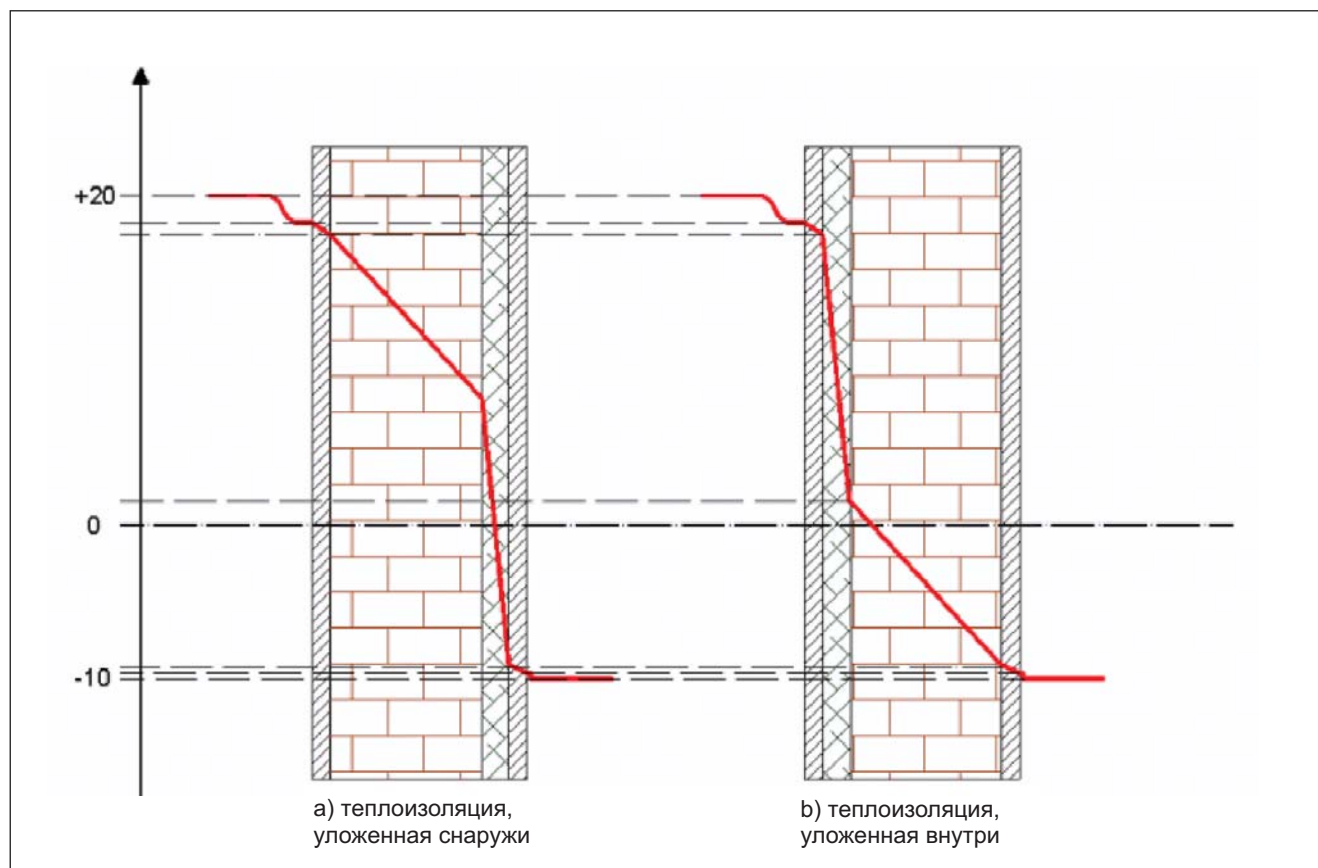 +20
0
-10
a) теплоизоляция,
уложенная снаружи
b) теплоизоляция,
уложенная внутри